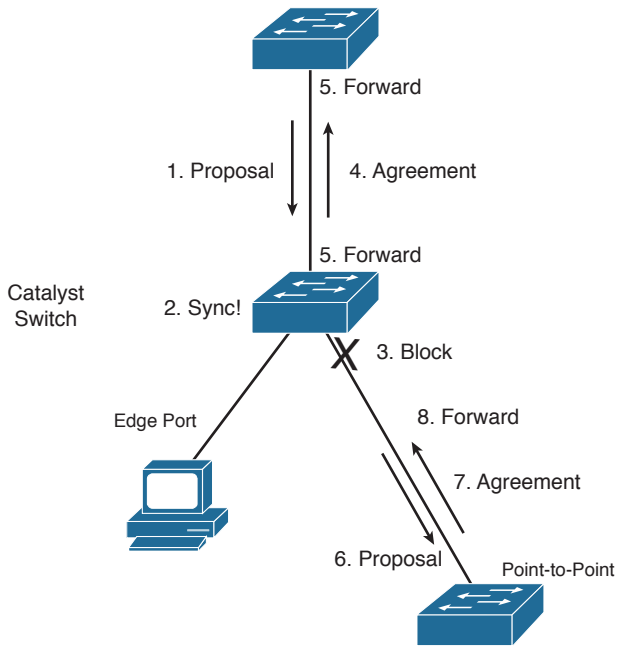 5. Forward
1. Proposal
4. Agreement
5. Forward
Catalyst
Switch
2. Sync!
3. Block
Edge Port
8. Forward
7. Agreement
6. Proposal
Point-to-Point